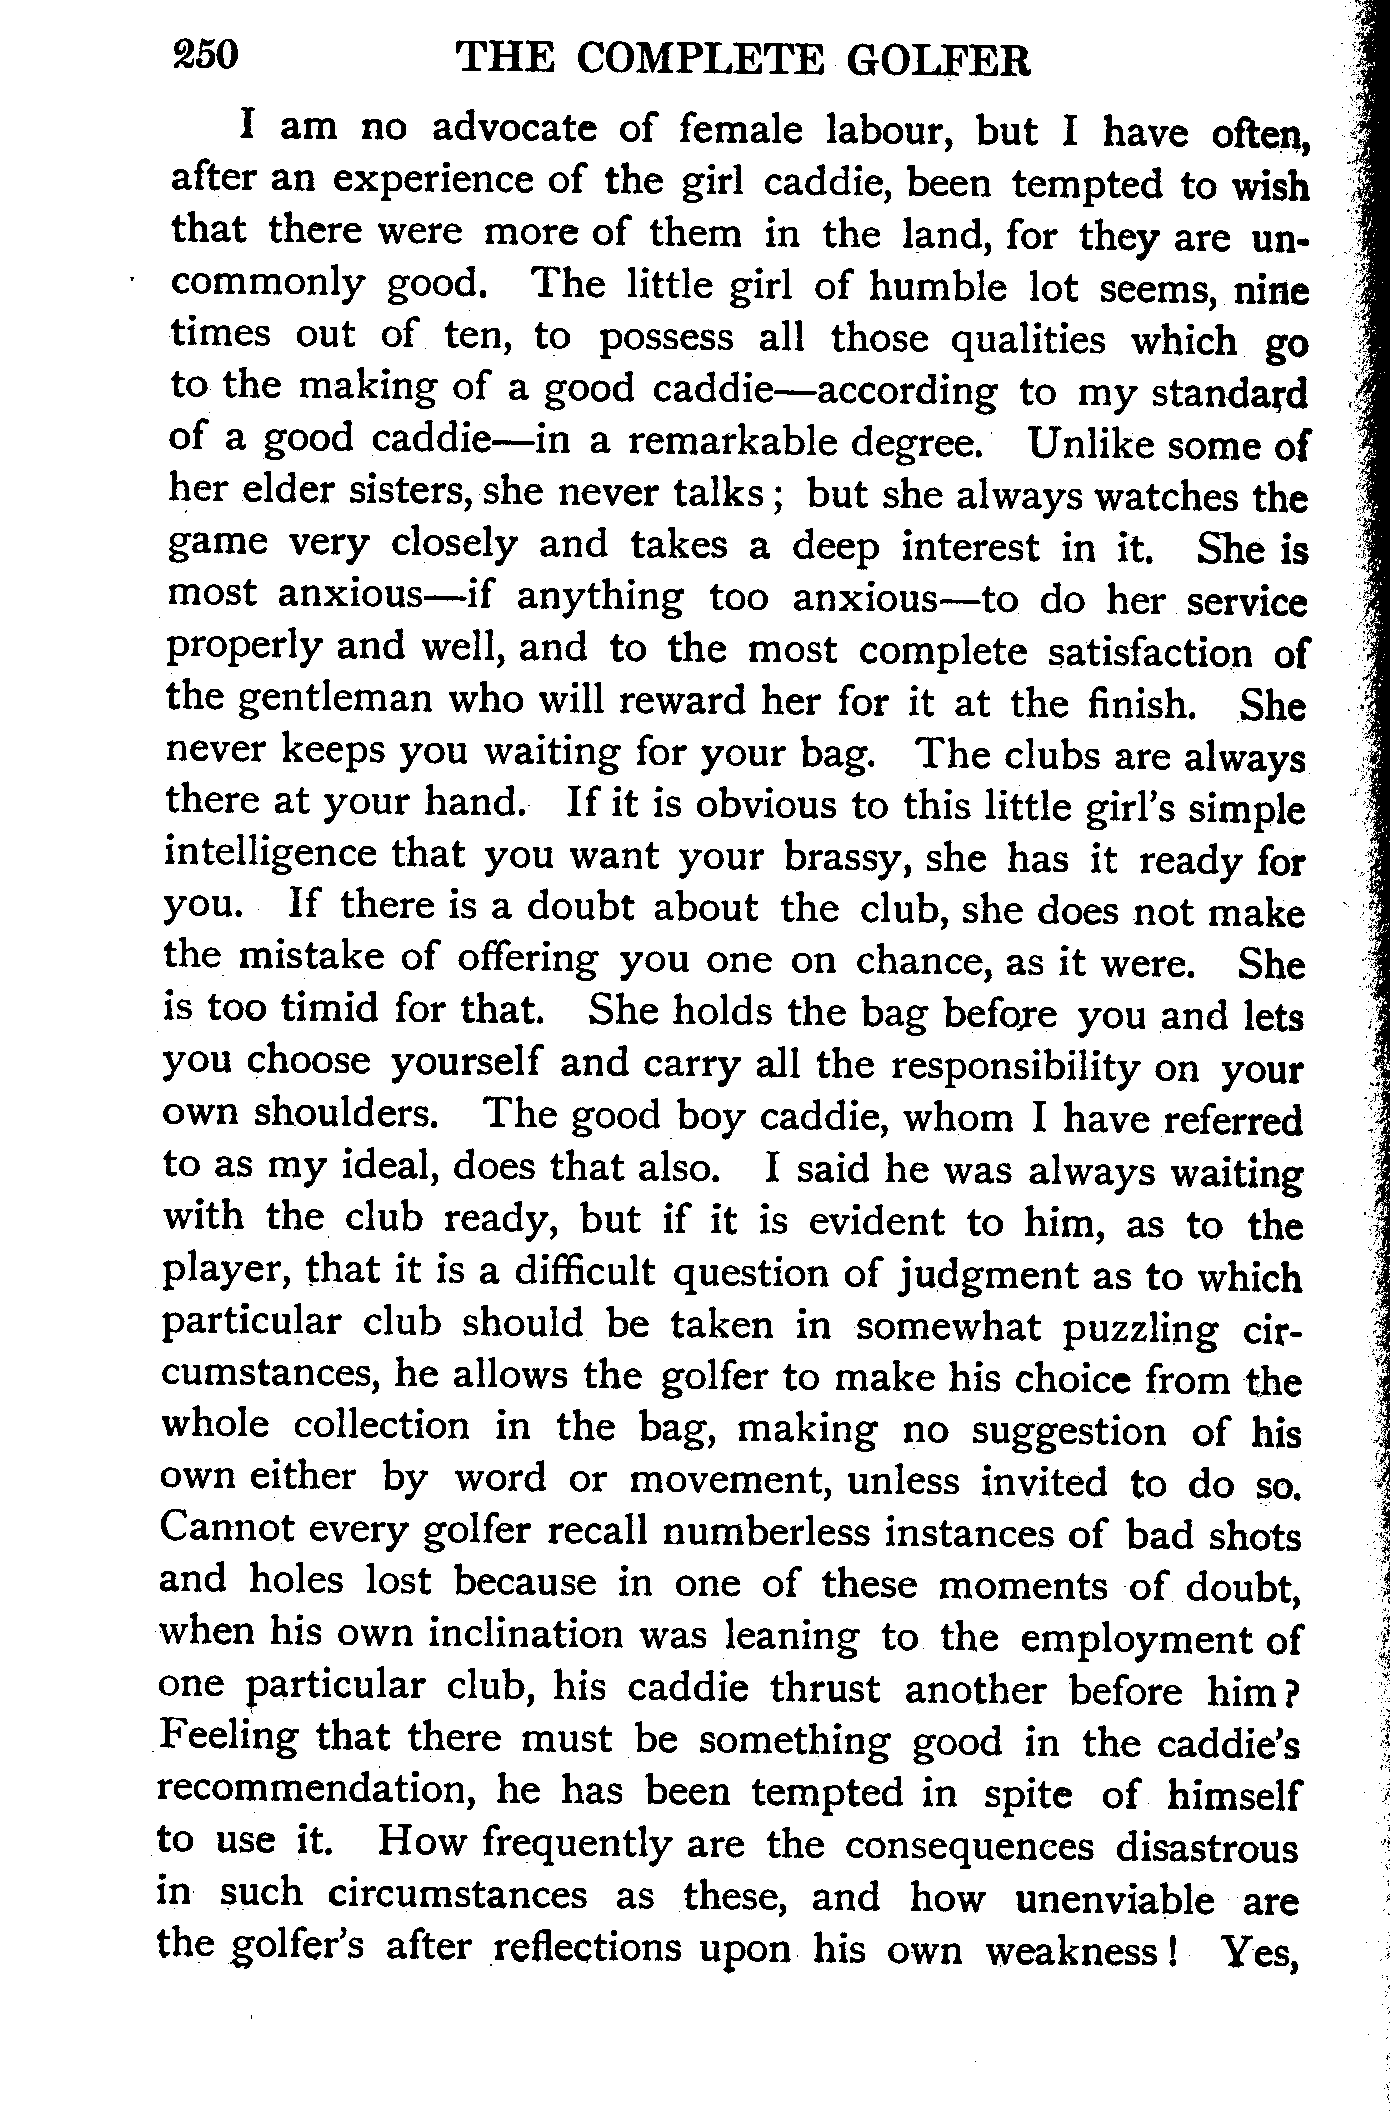 250 THE COMPLETE GOLFER
I am no advocate of female labour, but I have often,
after an experience of the girl caddie, been tempted to wish
that there were more of them in the land, for they are un-
commonly good. The little girl of humble lot seems, nine
times out of ten, to possess all those qualities which go
to the making of a good caddie—according to my standard
of a good caddie—in a remarkable degree. Unlike some of
her elder sisters, she never talks; but she always watches the
game very closely and takes a deep interest in it. She is
most anxious—if anything too anxious—to do her service
properly and well, and to the most complete satisfaction of
the gentleman who will reward her for it at the finish. She
never keeps you waiting for your bag. The clubs are always
there at your hand. If it is obvious to this little girl's simple
intelligence that you want your brassy, she has it ready for
you. If there is a doubt about the club, she does not make
the mistake of offering you one on chance, as it were. She
is too timid for that. She holds the bag before you and lets
you choose yourself and carry all the responsibility on your
own shoulders. The good boy caddie, whom I have referred
to as my ideal, does that also. I said he was always waiting
with the club ready, but if it is evident to him, as to the
player, that it is a difficult question of judgment as to which
particular club should be taken in somewhat puzzling cir-
cumstances, he allows the golfer to make his choice from the
whole collection in the bag, making no suggestion of his
own either by word or movement, unless invited to do so.
Cannot every golfer recall numberless instances of bad shots
and holes lost because in one of these moments of doubt,
when his own inclination was leaning to the employment of
one particular club, his caddie thrust another before him?
Feeling that there must be something good in the caddie's
recommendation, he has been tempted in spite of himself
to use it. How frequently are the consequences disastrous
in such circumstances as these, and how unenviable are
the golfer's after reflections upon his own weakness! Yes,